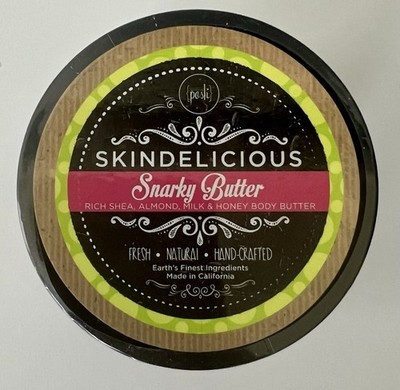 {posh}
SKINDELICIOUS
Snarky Butter
RICH SHEA, ALMOND, MILK & HONEY BODY BUTTER
FRESH • NATURAL • HAND-CRAFTED
Earth's Finest Ingredients
Made in California